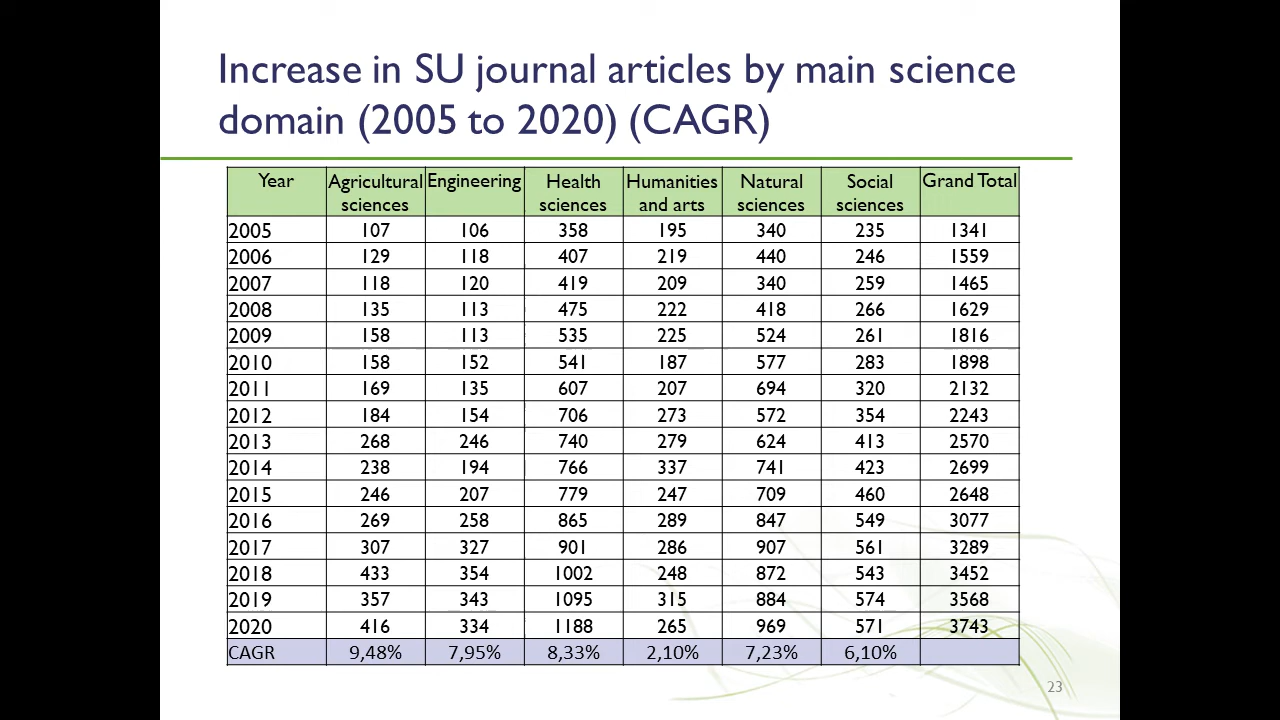 Increase in SU journal articles by main science
domain (2005 to 2020) (CAGR)
Year Agricultural sciences Engineering Health sciences Humanities and arts Natural sciences Social sciences Grand Total
2005 107 106 358 195 340 235 1341
2006 129 118 407 219 440 246 1559
2007 118 120 419 209 340 259 1465
2008 135 113 475 222 418 266 1629
2009 158 113 535 225 524 261 1816
2010 158 152 541 187 577 283 1898
2011 169 135 607 207 694 320 2132
2012 184 154 706 273 572 354 2243
2013 268 246 740 279 624 413 2570
2014 238 194 766 337 741 423 2699
2015 246 207 779 247 709 460 2648
2016 269 258 865 289 847 549 3077
2017 307 327 901 286 907 561 3289
2018 433 354 1002 248 872 543 3452
2019 357 343 1095 315 884 574 3568
2020 416 334 1188 265 969 571 3743
CAGR 9,48% 7,95% 8,33% 2,10% 7,23% 6,10%
23